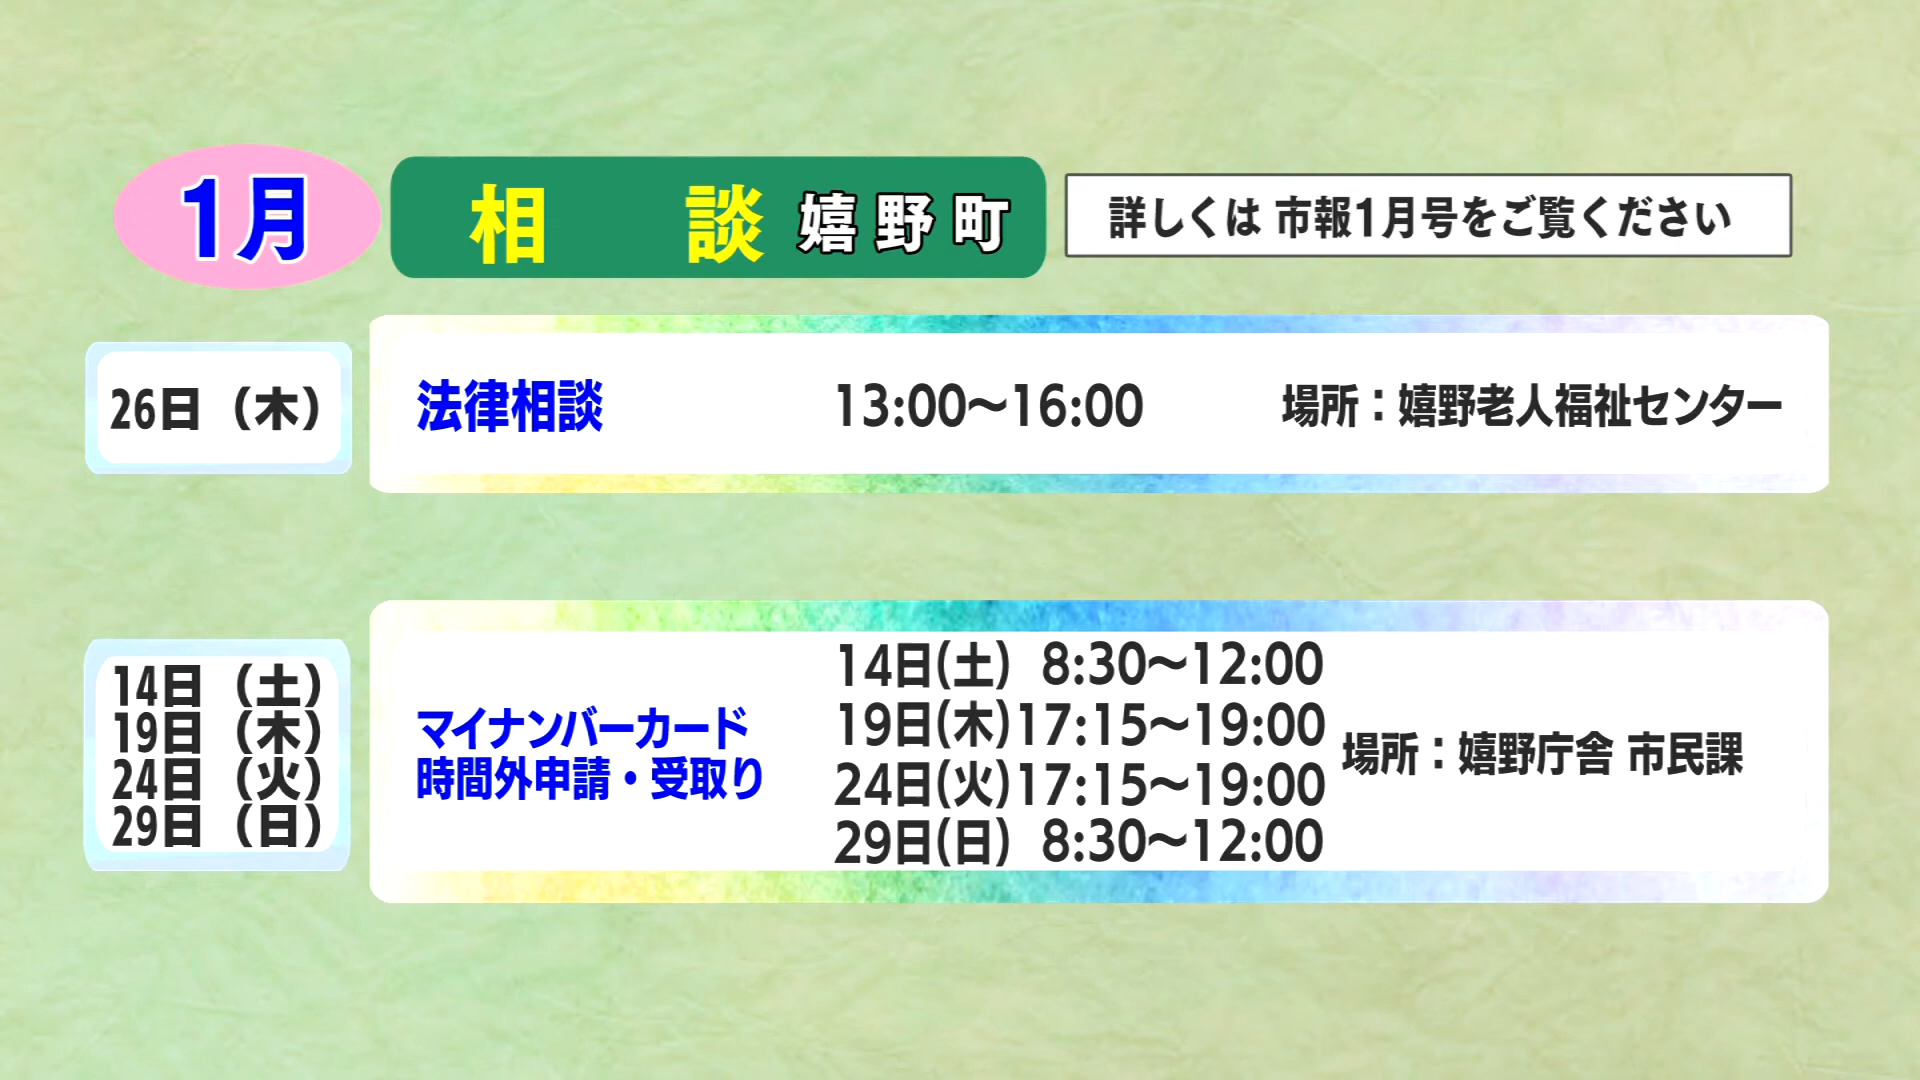 1月
相談 嬉野町
詳しくは 市報1月号をご覧ください
26日（木）
法律相談
13:00〜16:00
場所：嬉野老人福祉センター
14日（土）
19日（木）
24日（火）
29日（日）
マイナンバーカード
時間外申請・受取り
14日(土) 8:30〜12:00
19日(木)17:15〜19:00
24日(火)17:15〜19:00
29日(日) 8:30〜12:00
場所：嬉野庁舎 市民課